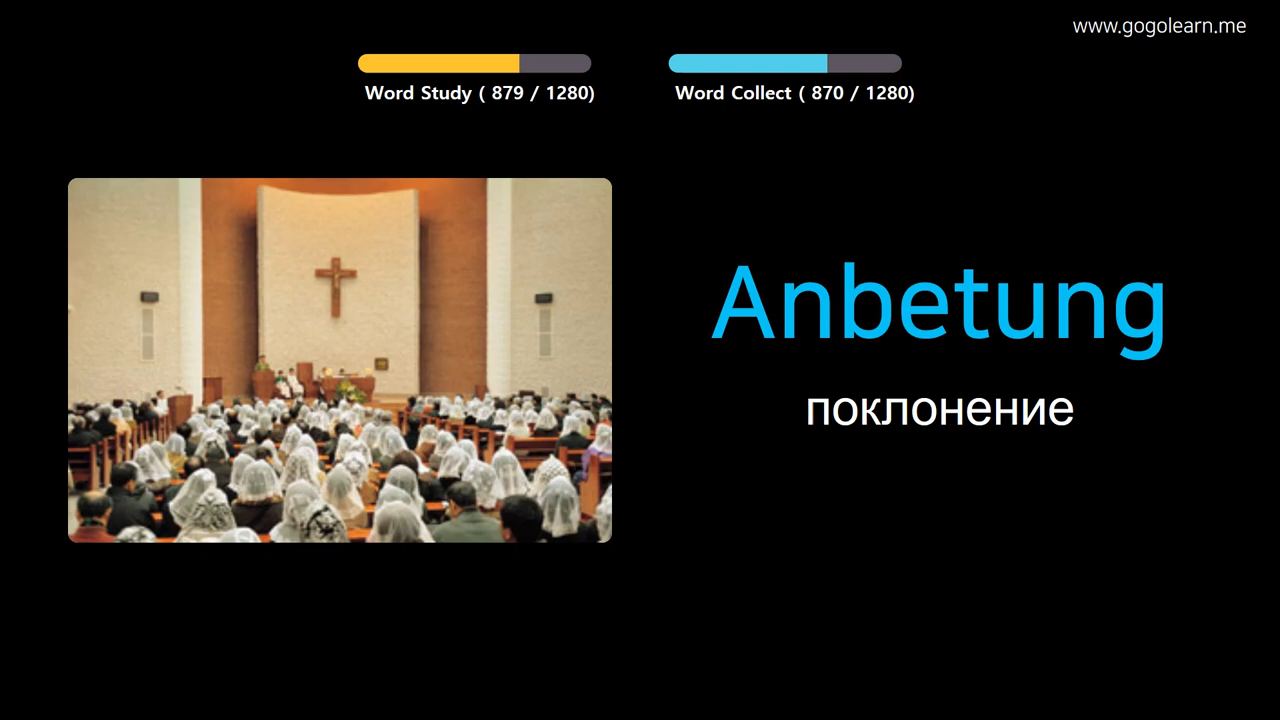 www.gogolearn.me
Word Study ( 879 / 1280)
Word Collect ( 870 / 1280)
Anbetung
поклонение